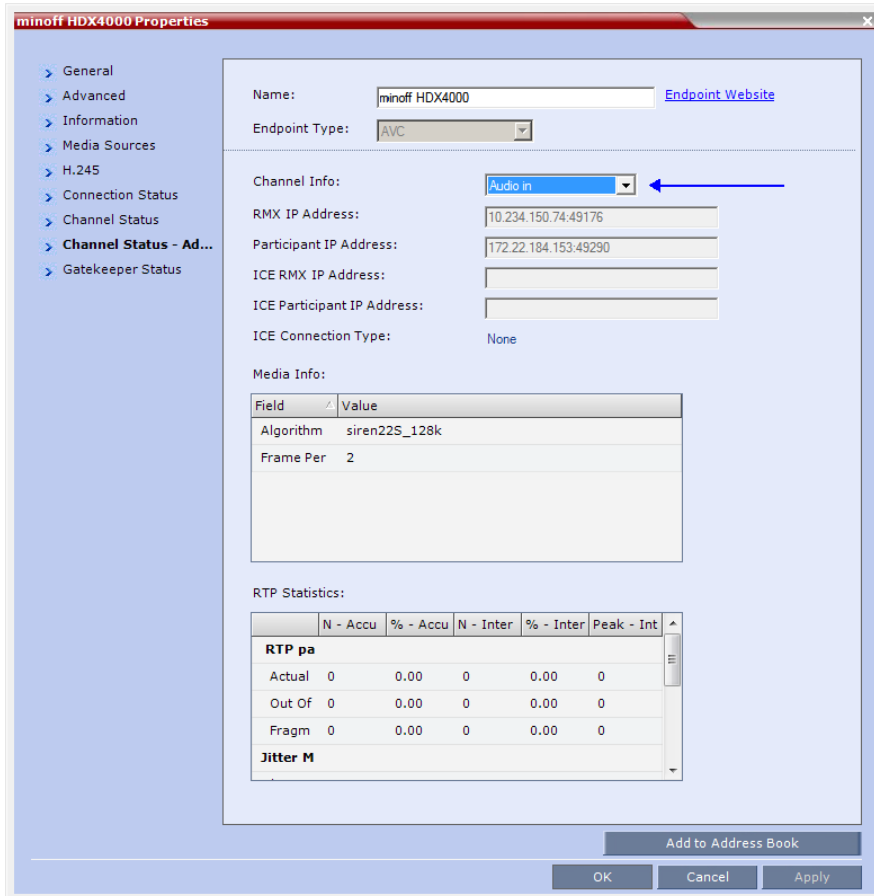 minoff HDX4000 Properties
General
Advanced
Information
Media Sources
H.245
Connection Status
Channel Status
Channel Status - Ad...
Gatekeeper Status
Name: minoff HDX4000 Endpoint Website
Endpoint Type: AVC
Channel Info: Audio in
RMX IP Address: 10.234.150.74:49176
Participant IP Address: 172.22.184.153:49290
ICE RMX IP Address:
ICE Participant IP Address:
ICE Connection Type: None
Media Info:
Field Value
Algorithm siren22S_128k
Frame Per 2
RTP Statistics:
N - Accu % - Accu N - Inter % - Inter Peak - Int
RTP pa
Actual 0 0.00 0 0.00 0
Out Of 0 0.00 0 0.00 0
Fragm 0 0.00 0 0.00 0
Jitter M
Add to Address Book
OK Cancel Apply